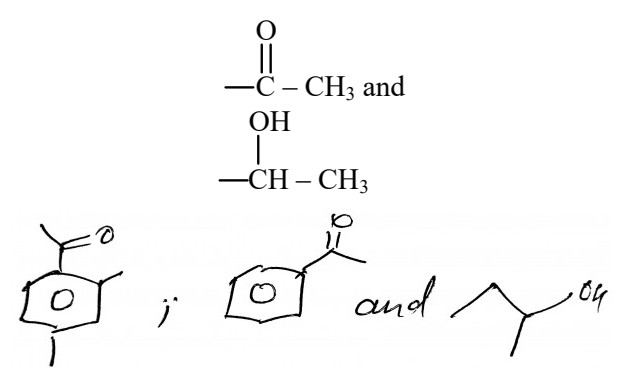 O
—C – CH₃ and
OH
—CH – CH₃
O
O
O ; O and OH